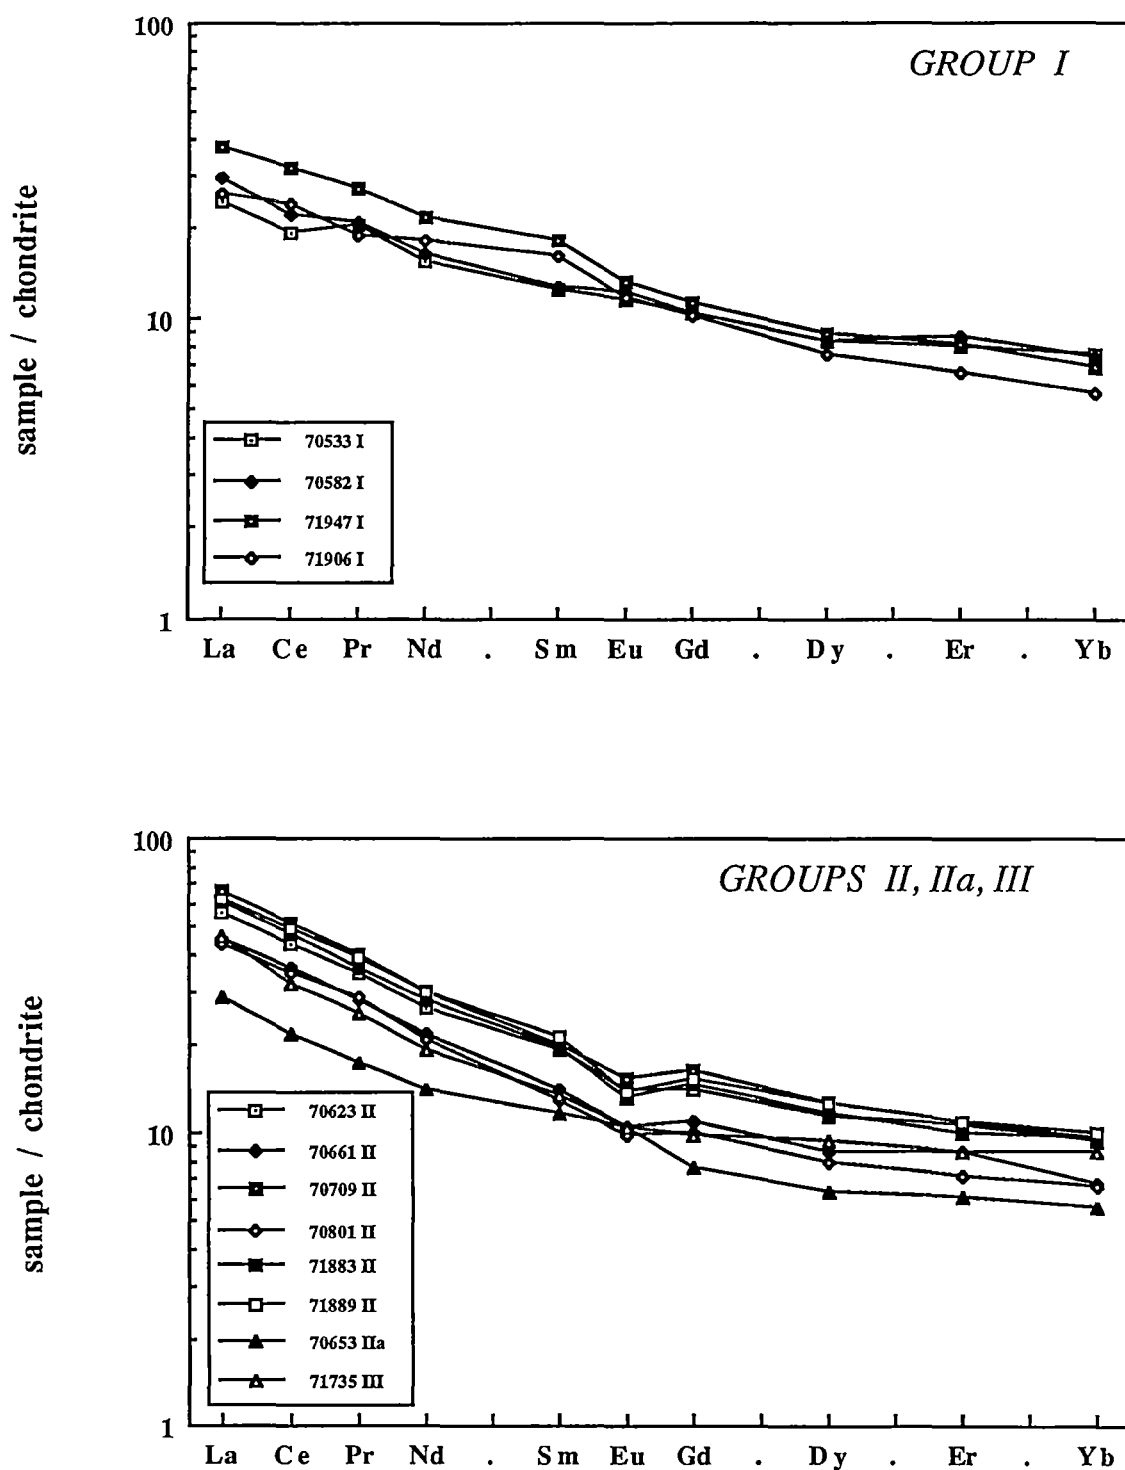 100
GROUP I
sample / chondrite
10
70533 I
70582 I
71947 I
71906 I
1
La Ce Pr Nd . Sm Eu Gd . Dy . Er . Yb
100
GROUPS II, IIa, III
sample / chondrite
10
70623 II
70661 II
70709 II
70801 II
71883 II
71889 II
70653 IIa
71735 III
1
La Ce Pr Nd . Sm Eu Gd . Dy . Er . Yb